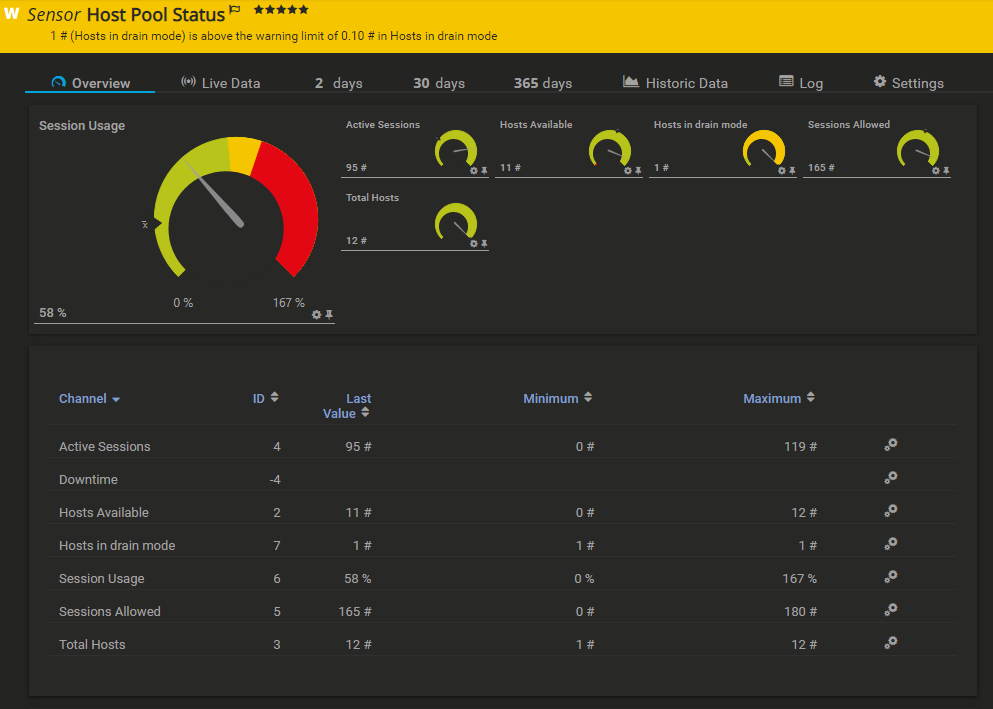 W Sensor Host Pool Status
1 # (Hosts in drain mode) is above the warning limit of 0.10 # in Hosts in drain mode
Overview Live Data 2 days 30 days 365 days Historic Data Log Settings
Session Usage
x̄
0 % 167 %
58 %
Active Sessions
95 #
Hosts Available
11 #
Hosts in drain mode
1 #
Sessions Allowed
165 #
Total Hosts
12 #
Channel ID Last Value Minimum Maximum
Active Sessions 4 95 # 0 # 119 #
Downtime -4
Hosts Available 2 11 # 0 # 12 #
Hosts in drain mode 7 1 # 1 # 1 #
Session Usage 6 58 % 0 % 167 %
Sessions Allowed 5 165 # 0 # 180 #
Total Hosts 3 12 # 1 # 12 #